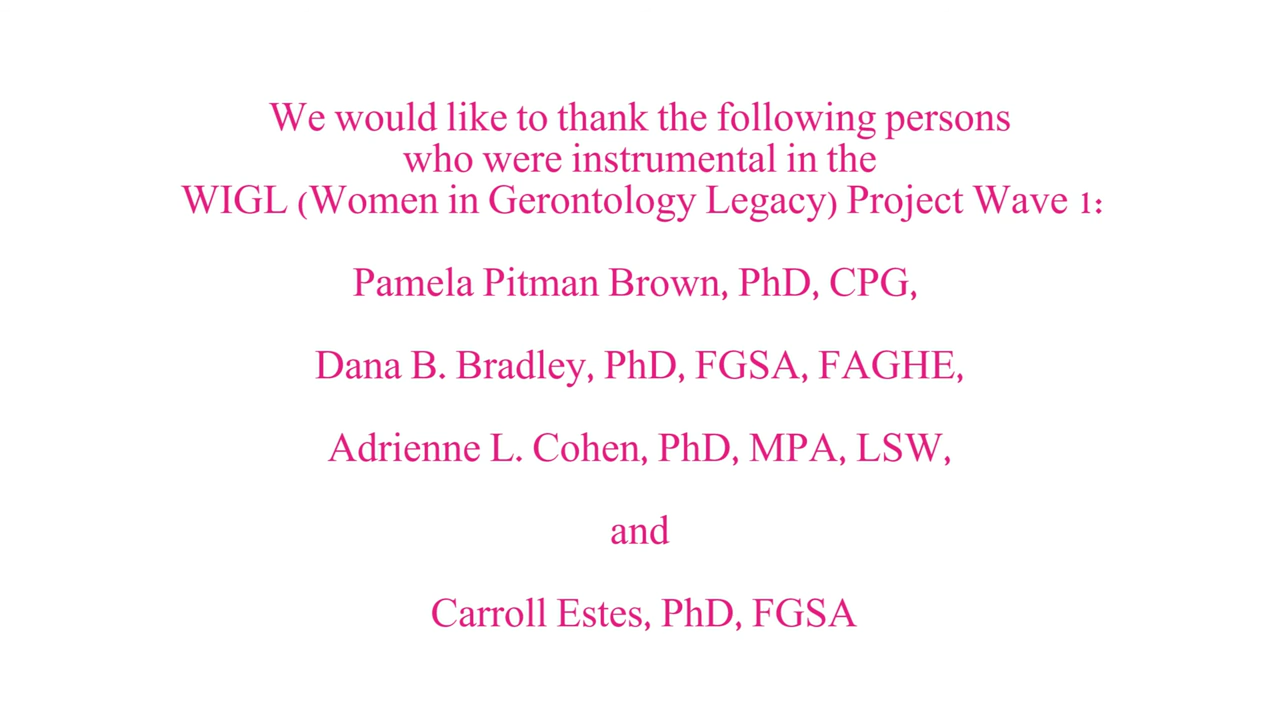 We would like to thank the following persons
who were instrumental in the
WIGL (Women in Gerontology Legacy) Project Wave 1:
Pamela Pitman Brown, PhD, CPG,
Dana B. Bradley, PhD, FGSA, FAGHE,
Adrienne L. Cohen, PhD, MPA, LSW,
and
Carroll Estes, PhD, FGSA